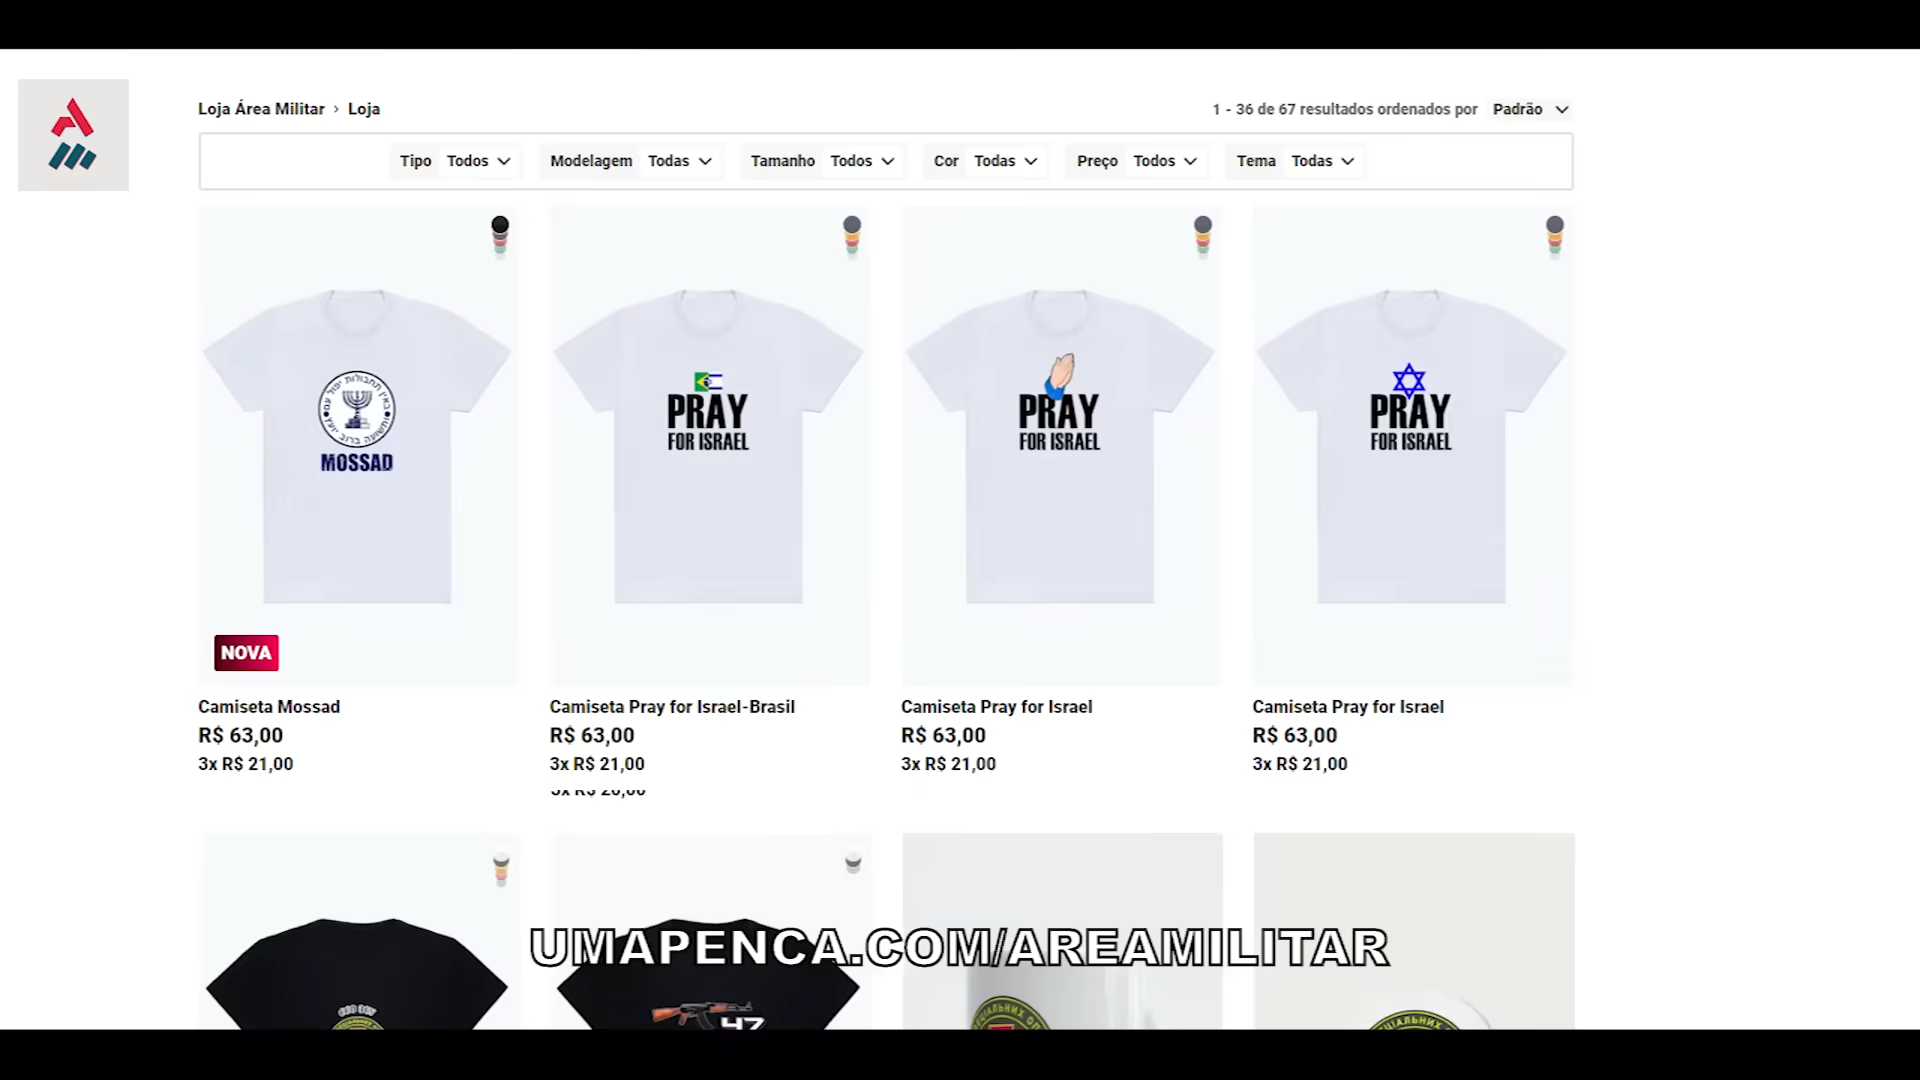 Loja Área Militar › Loja
1 - 36 de 67 resultados ordenados por Padrão
Tipo Todos Modelagem Todas Tamanho Todos Cor Todas Preço Todos Tema Todas
MOSSAD
PRAY
FOR ISRAEL
PRAY
FOR ISRAEL
PRAY
FOR ISRAEL
NOVA
Camiseta Mossad
R$ 63,00
3x R$ 21,00
Camiseta Pray for Israel-Brasil
R$ 63,00
3x R$ 21,00
Camiseta Pray for Israel
R$ 63,00
3x R$ 21,00
Camiseta Pray for Israel
R$ 63,00
3x R$ 21,00
UMAPENCA.COM/AREAMILITAR
47